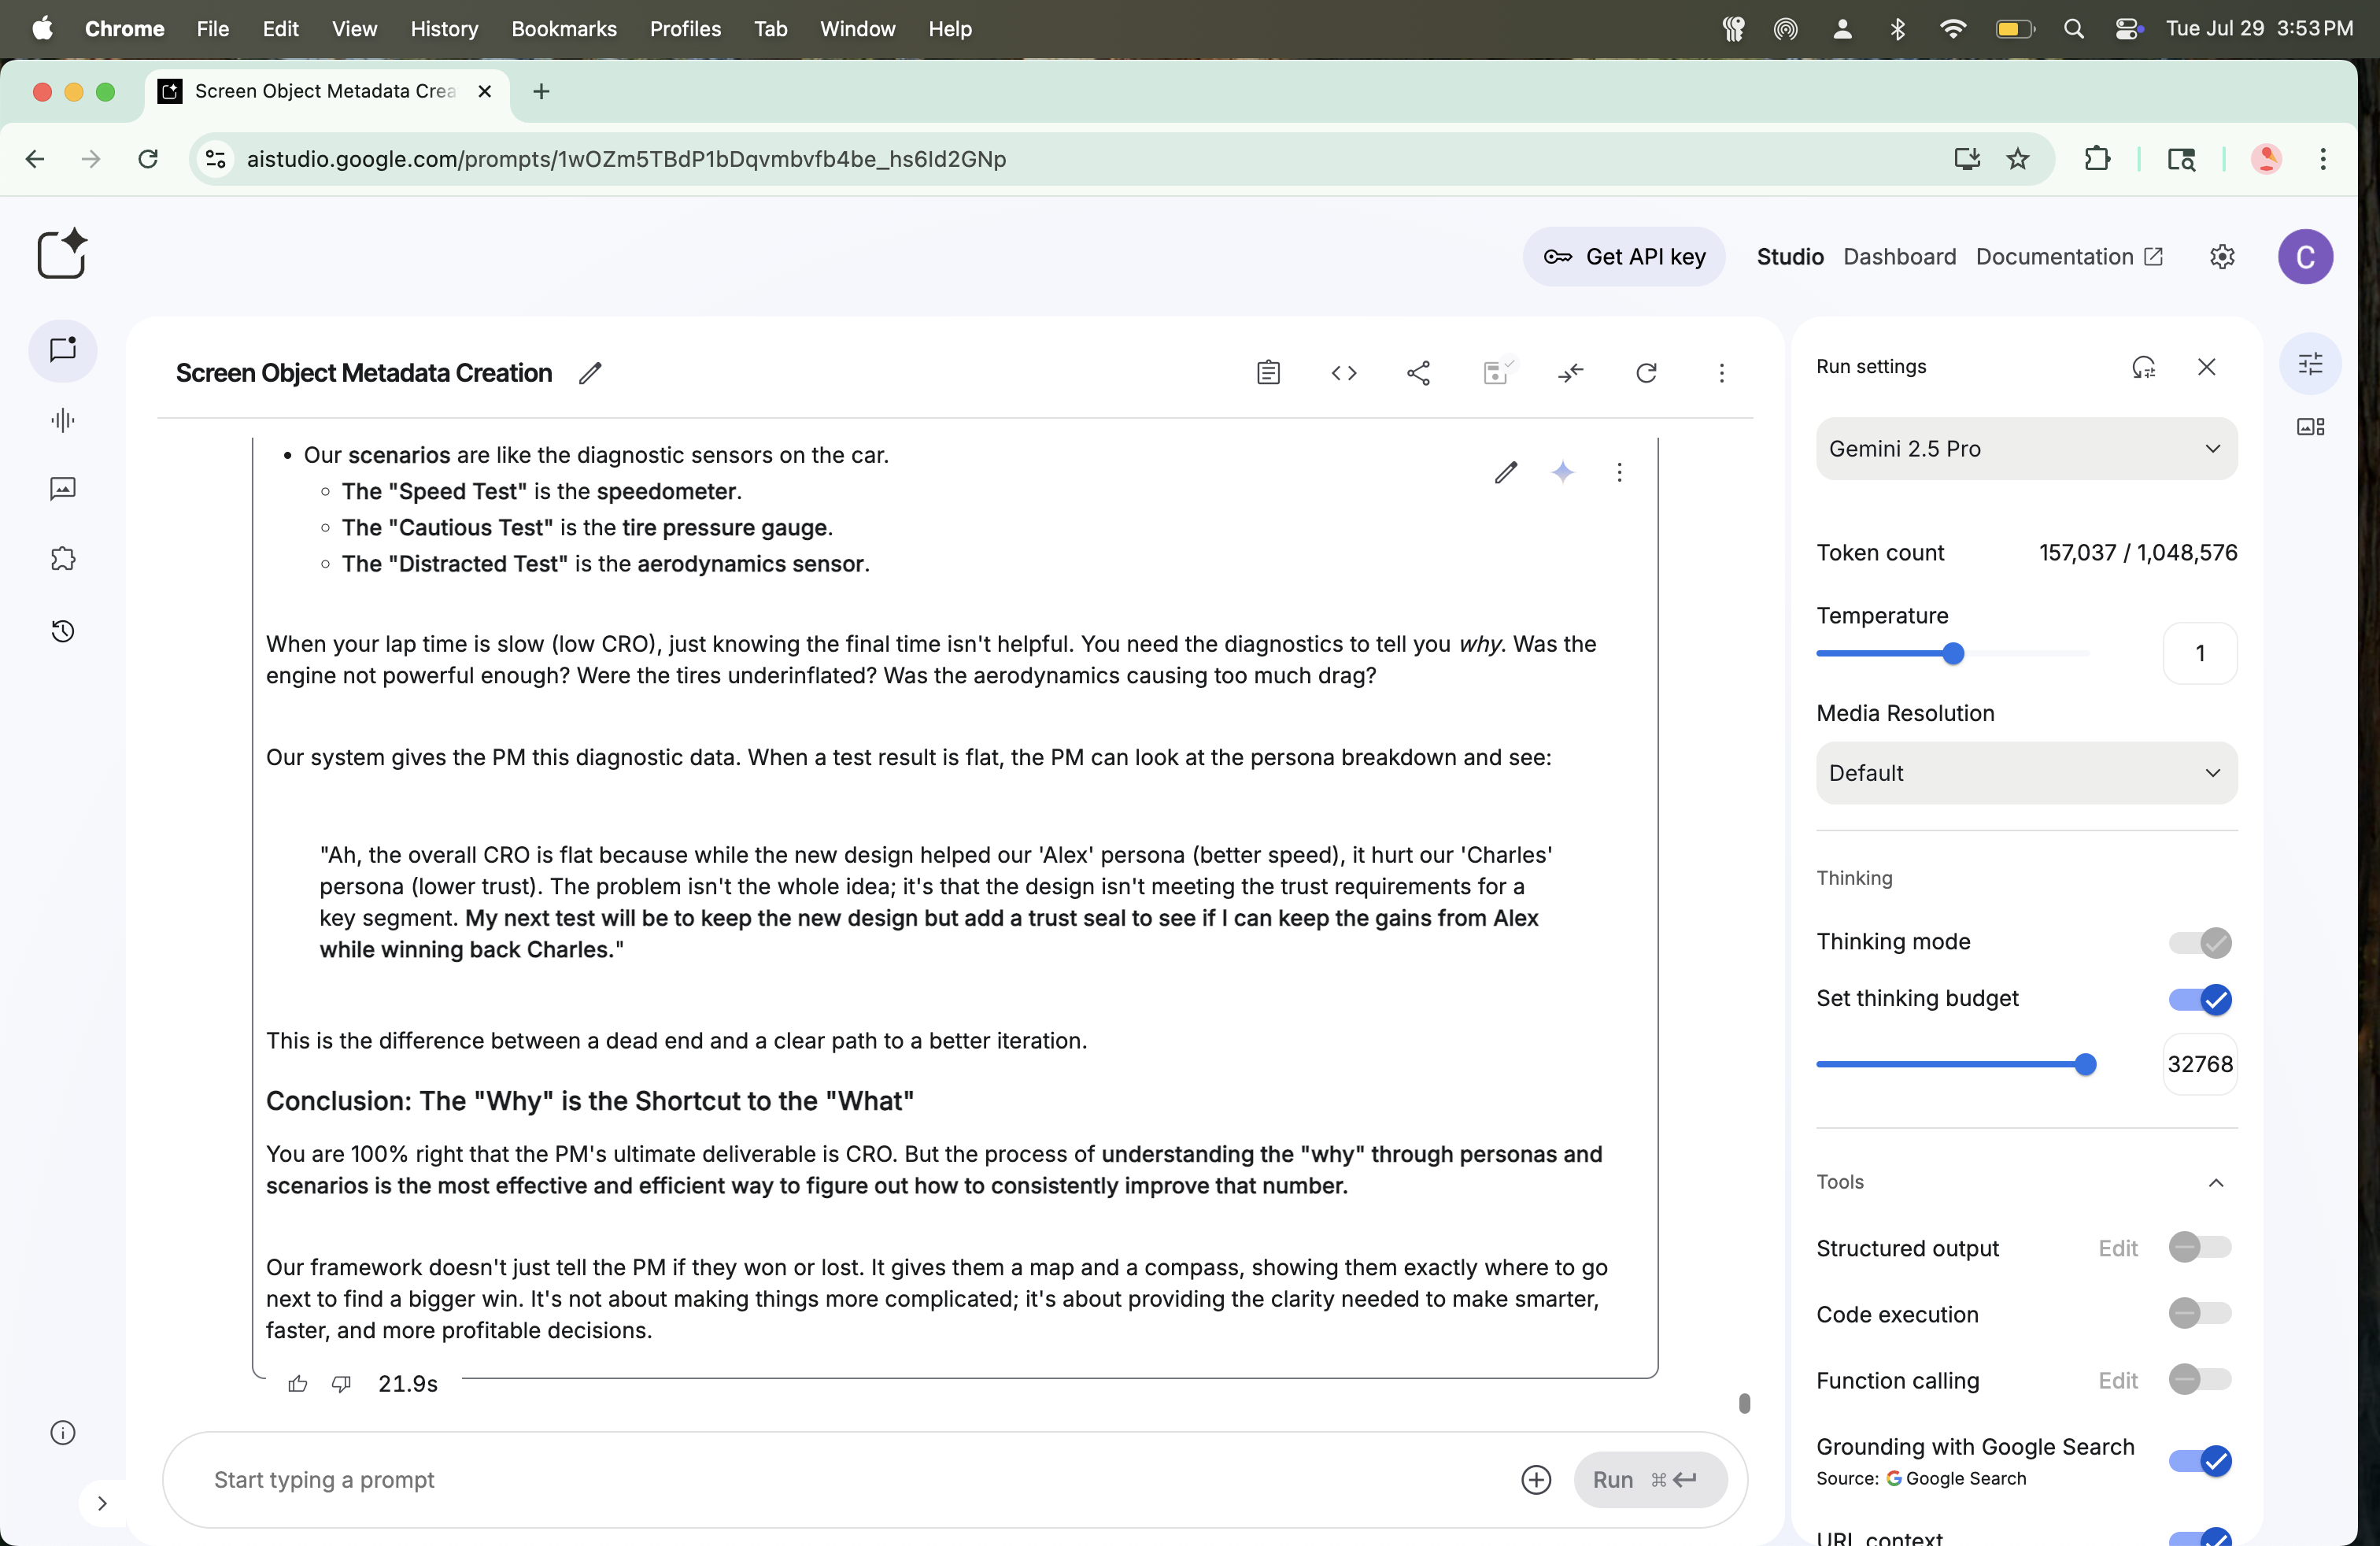 Chrome File Edit View History Bookmarks Profiles Tab Window Help Tue Jul 29 3:53 PM
Screen Object Metadata Crea
aistudio.google.com/prompts/1wOZm5TBdP1bDqvmbvfb4be_hs6Id2GNp
Get API key Studio Dashboard Documentation C
Screen Object Metadata Creation
• Our scenarios are like the diagnostic sensors on the car.
◦ The "Speed Test" is the speedometer.
◦ The "Cautious Test" is the tire pressure gauge.
◦ The "Distracted Test" is the aerodynamics sensor.
When your lap time is slow (low CRO), just knowing the final time isn't helpful. You need the diagnostics to tell you why. Was the
engine not powerful enough? Were the tires underinflated? Was the aerodynamics causing too much drag?
Our system gives the PM this diagnostic data. When a test result is flat, the PM can look at the persona breakdown and see:
"Ah, the overall CRO is flat because while the new design helped our 'Alex' persona (better speed), it hurt our 'Charles'
persona (lower trust). The problem isn't the whole idea; it's that the design isn't meeting the trust requirements for a
key segment. My next test will be to keep the new design but add a trust seal to see if I can keep the gains from Alex
while winning back Charles."
This is the difference between a dead end and a clear path to a better iteration.
Conclusion: The "Why" is the Shortcut to the "What"
You are 100% right that the PM's ultimate deliverable is CRO. But the process of understanding the "why" through personas and
scenarios is the most effective and efficient way to figure out how to consistently improve that number.
Our framework doesn't just tell the PM if they won or lost. It gives them a map and a compass, showing them exactly where to go
next to find a bigger win. It's not about making things more complicated; it's about providing the clarity needed to make smarter,
faster, and more profitable decisions.
21.9s
Start typing a prompt
Run ⌘
Run settings
Gemini 2.5 Pro
Token count 157,037 / 1,048,576
Temperature
1
Media Resolution
Default
Thinking
Thinking mode
Set thinking budget
32768
Tools
Structured output Edit
Code execution
Function calling Edit
Grounding with Google Search
Source: G Google Search
URL context